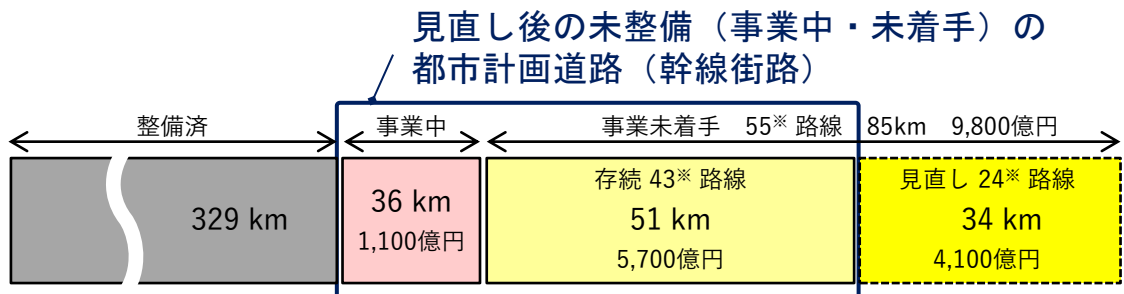 見直し後の未整備（事業中・未着手）の
都市計画道路（幹線街路）
整備済
事業中
事業未着手　55※ 路線　85km　9,800億円
329 km
36 km
1,100億円
存続 43※ 路線
51 km
5,700億円
見直し 24※ 路線
34 km
4,100億円